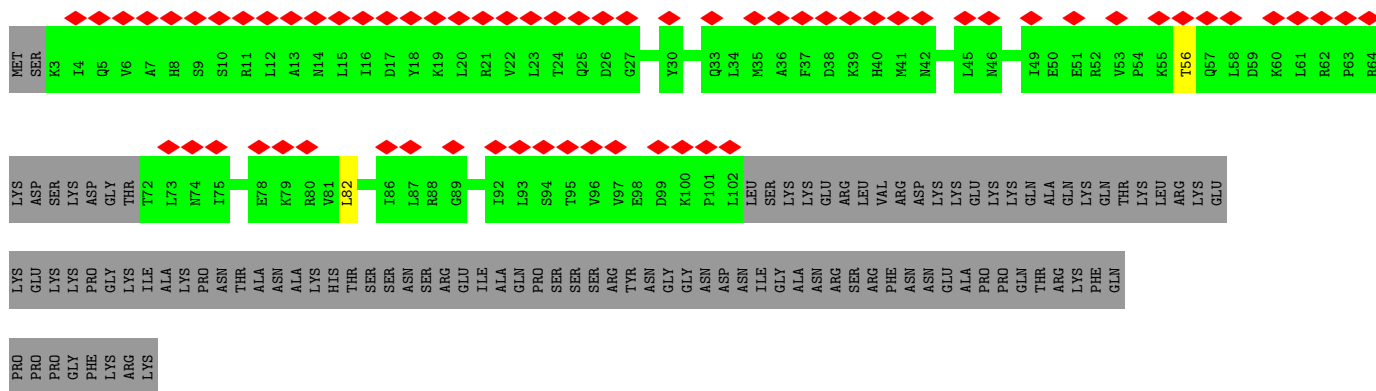 MET SER K3 I4 Q5 V6 A7 H8 S9 S10 R11 L12 A13 N14 L15 I16 D17 Y18 K19 L20 R21 V22 L23 T24 Q25 D26 G27 Y30 Q33 L34 M35 A36 F37 D38 K39 H40 M41 N42 L45 N46 I49 E50 E51 R52 V53 P54 K55 T56 Q57 L58 D59 K60 L61 R62 P63 R64
LYS ASP SER LYS ASP GLY THR T72 L73 N74 I75 E78 K79 R80 V81 L82 I86 L87 R88 G89 I92 L93 S94 T95 V96 V97 E98 D99 K100 P101 L102 LEU SER LYS LYS GLU ARG LEU VAL ARG ASP LYS LYS GLU LYS LYS GLN ALA GLN LYS GLN THR LYS LEU ARG LYS GLU
LYS GLU LYS LYS PRO GLY LYS ILE ALA LYS PRO ASN THR ALA ASN ALA LYS HIS THR SER SER ASN SER ARG GLU ILE ALA GLN PRO SER SER SER ARG TYR ASN GLY GLY ASN ASP ASN ILE GLY ALA ASN ARG SER ARG PHE ASN ASN GLU ALA PRO PRO GLN THR ARG LYS PHE GLN
PRO PRO PRO GLY PHE LYS ARG LYS